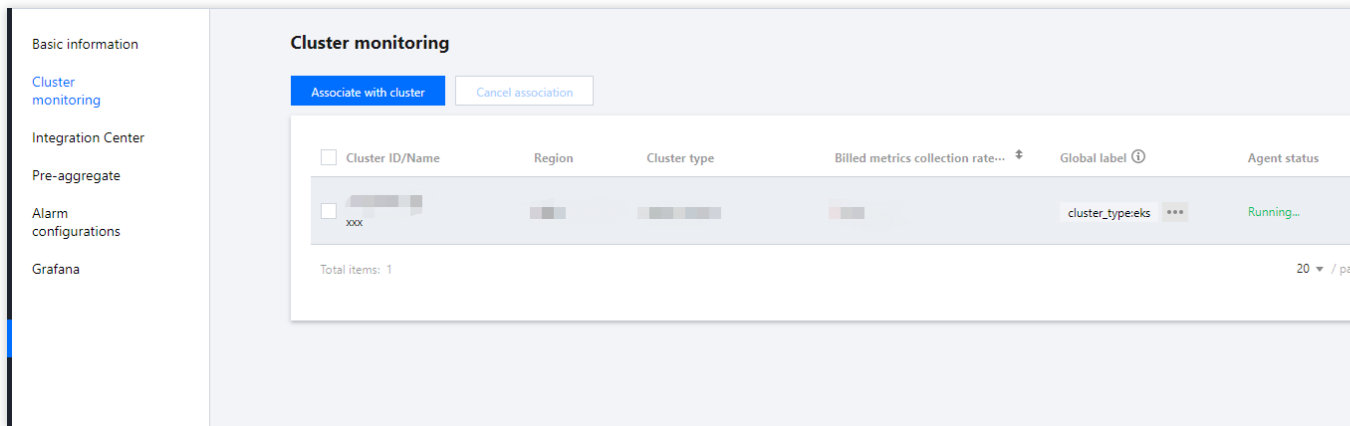 Basic information
Cluster
monitoring
Integration Center
Pre-aggregate
Alarm
configurations
Grafana
Cluster monitoring
Associate with cluster Cancel association
Cluster ID/Name Region Cluster type Billed metrics collection rate... Global label Agent status
xxx cluster_type:eks ••• Running...
Total items: 1 20 / pa